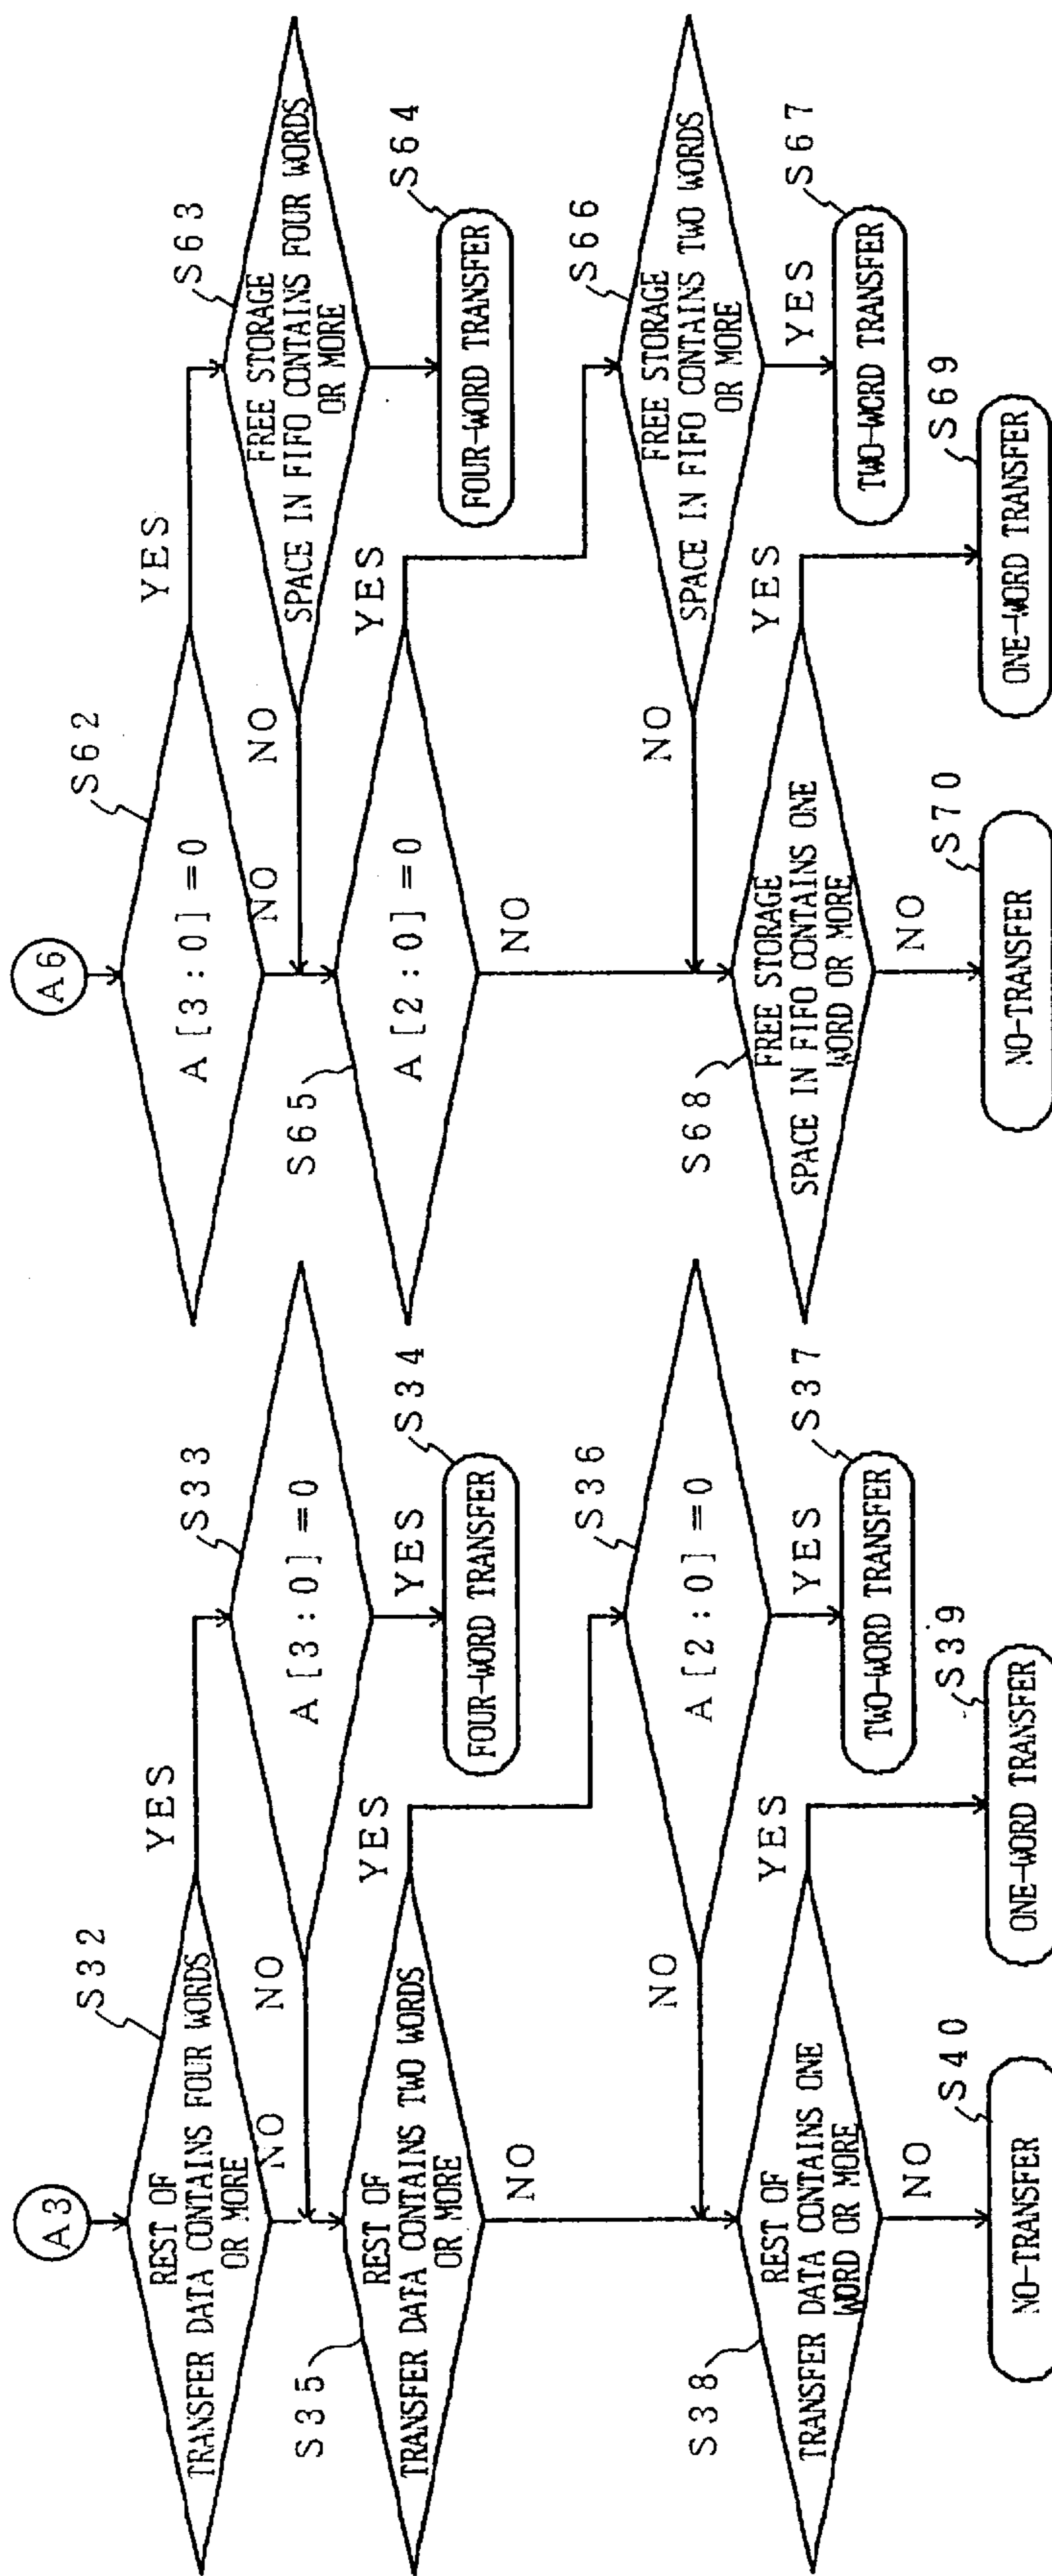 A3
S32
REST OF
TRANSFER DATA CONTAINS FOUR WORDS
OR MORE
YES
NO
S33
A [3 : 0] =0
NO
YES
S34
FOUR-WORD TRANSFER
S35
REST OF
TRANSFER DATA CONTAINS TWO WORDS
OR MORE
YES
NO
S36
A [2 : 0] =0
NO
YES
S37
TWO-WORD TRANSFER
S38
REST OF
TRANSFER DATA CONTAINS ONE
WORD OR MORE
YES
NO
S39
ONE-WORD TRANSFER
S40
NO-TRANSFER
A6
S62
A [3 : 0] =0
YES
NO
S63
FREE STORAGE
SPACE IN FIFO CONTAINS FOUR WORDS
OR MORE
NO
S64
FOUR-WORD TRANSFER
S65
A [2 : 0] =0
YES
NO
S66
FREE STORAGE
SPACE IN FIFO CONTAINS TWO WORDS
OR MORE
NO
YES
S67
TWO-WORD TRANSFER
S68
FREE STORAGE
SPACE IN FIFO CONTAINS ONE
WORD OR MORE
YES
NO
S69
ONE-WORD TRANSFER
S70
NO-TRANSFER